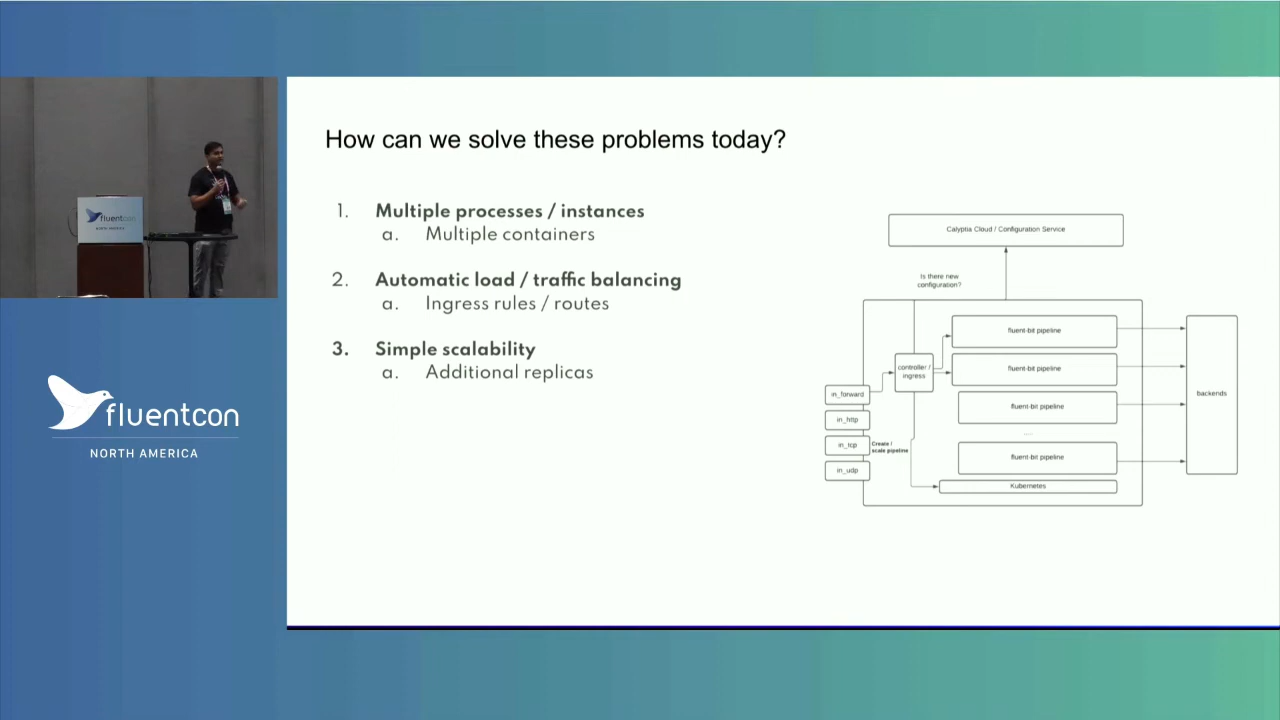 How can we solve these problems today?
1. Multiple processes / instances
a. Multiple containers
2. Automatic load / traffic balancing
a. Ingress rules / routes
3. Simple scalability
a. Additional replicas
Calyptia Cloud / Configuration Service
Is there new
configuration?
fluent-bit pipeline
controller /
ingress
fluent-bit pipeline
in_forward
backends
fluent-bit pipeline
in_http
.....
in_tcp
Create /
scale pipeline
fluent-bit pipeline
in_udp
Kubernetes
fluentcon
NORTH AMERICA
fluentcon
NORTH AMERICA